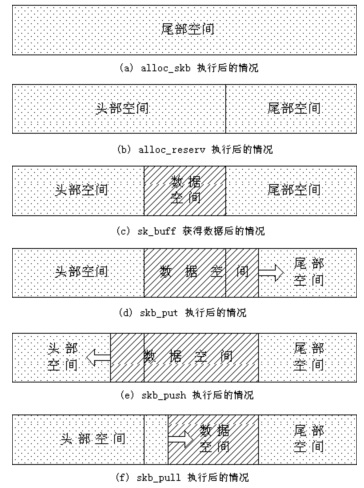 尾部空间
(a) alloc_skb 执行后的情况
头部空间 尾部空间
(b) alloc_reserv 执行后的情况
头部空间 数据 尾部空间
空间
(c) sk_buff 获得数据后的情况
头部空间 数据空间 尾部
空间
(d) skb_put 执行后的情况
头部 数据空间 尾部
空间 空间
(e) skb_push 执行后的情况
头部空间 数据 尾部
空间 空间
(f) skb_pull 执行后的情况